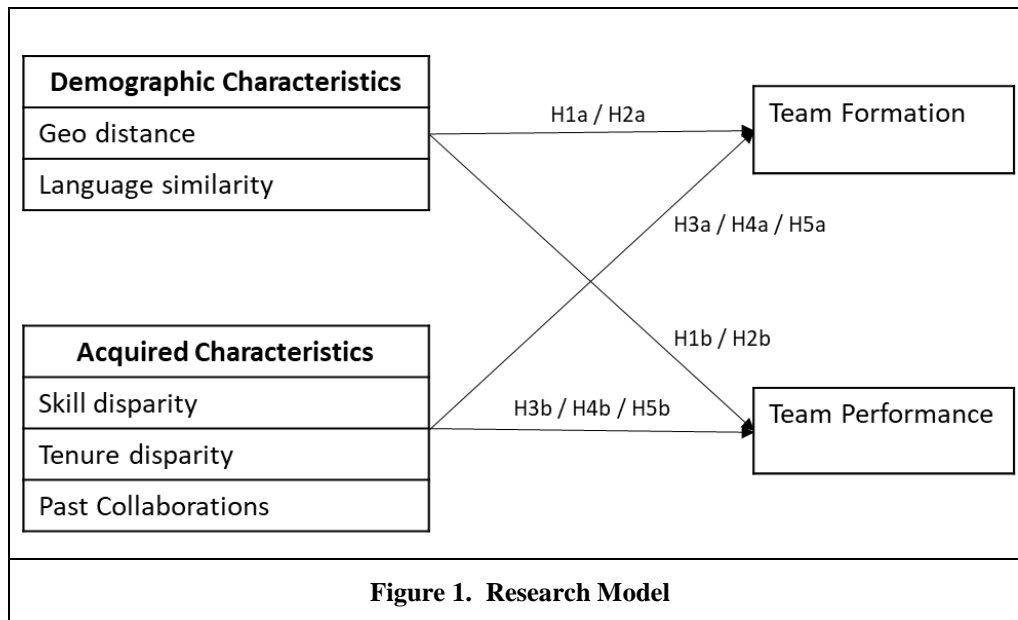 Demographic Characteristics
Geo distance
Language similarity
H1a / H2a
Team Formation
H3a / H4a / H5a
Acquired Characteristics
Skill disparity
Tenure disparity
Past Collaborations
H1b / H2b
H3b / H4b / H5b
Team Performance
Figure 1.  Research Model